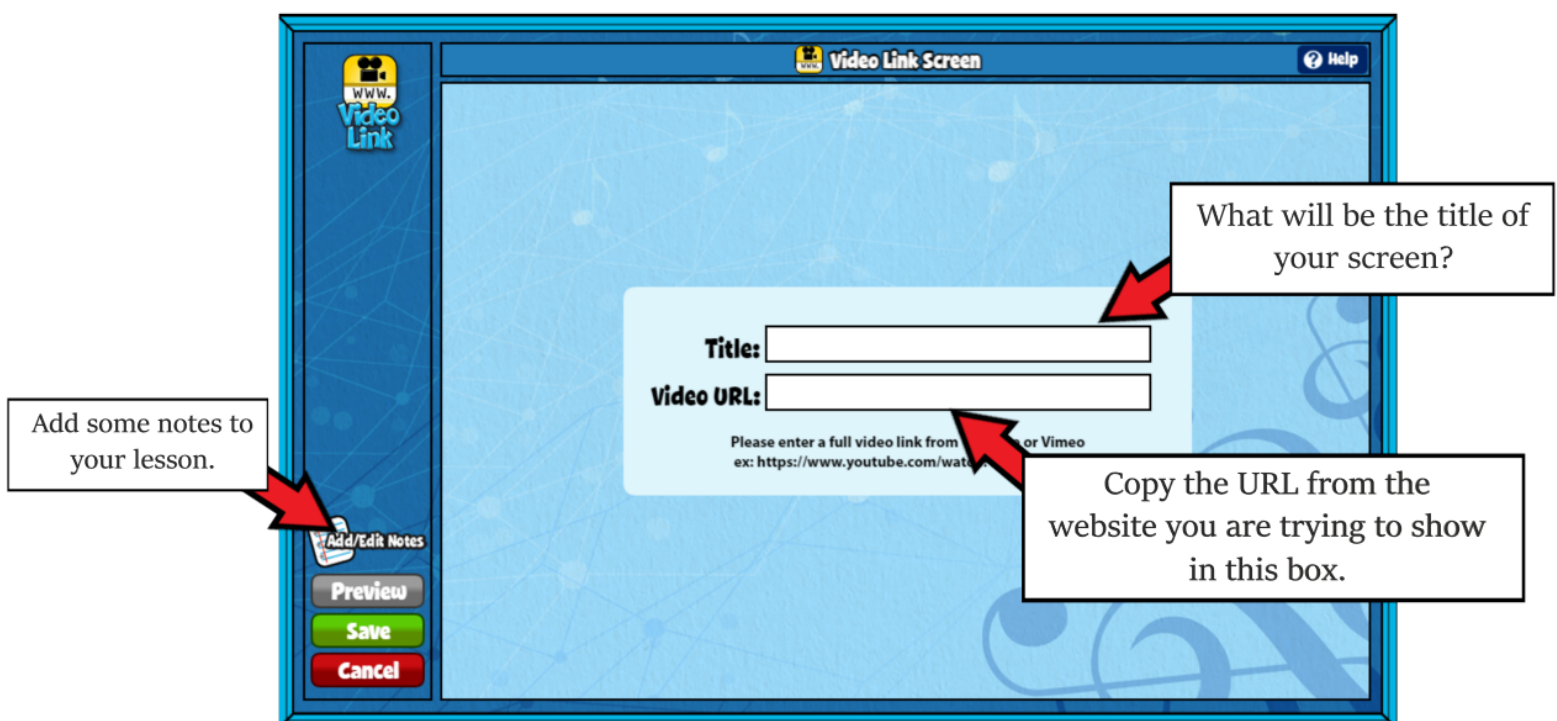 Video Link Screen
Help
WWW.
Video
Link
What will be the title of
your screen?
Title:
Video URL:
Please enter a full video link from or Vimeo
ex: https://www.youtube.com/wat
Add some notes to
your lesson.
Copy the URL from the
website you are trying to show
in this box.
Add/Edit Notes
Preview
Save
Cancel